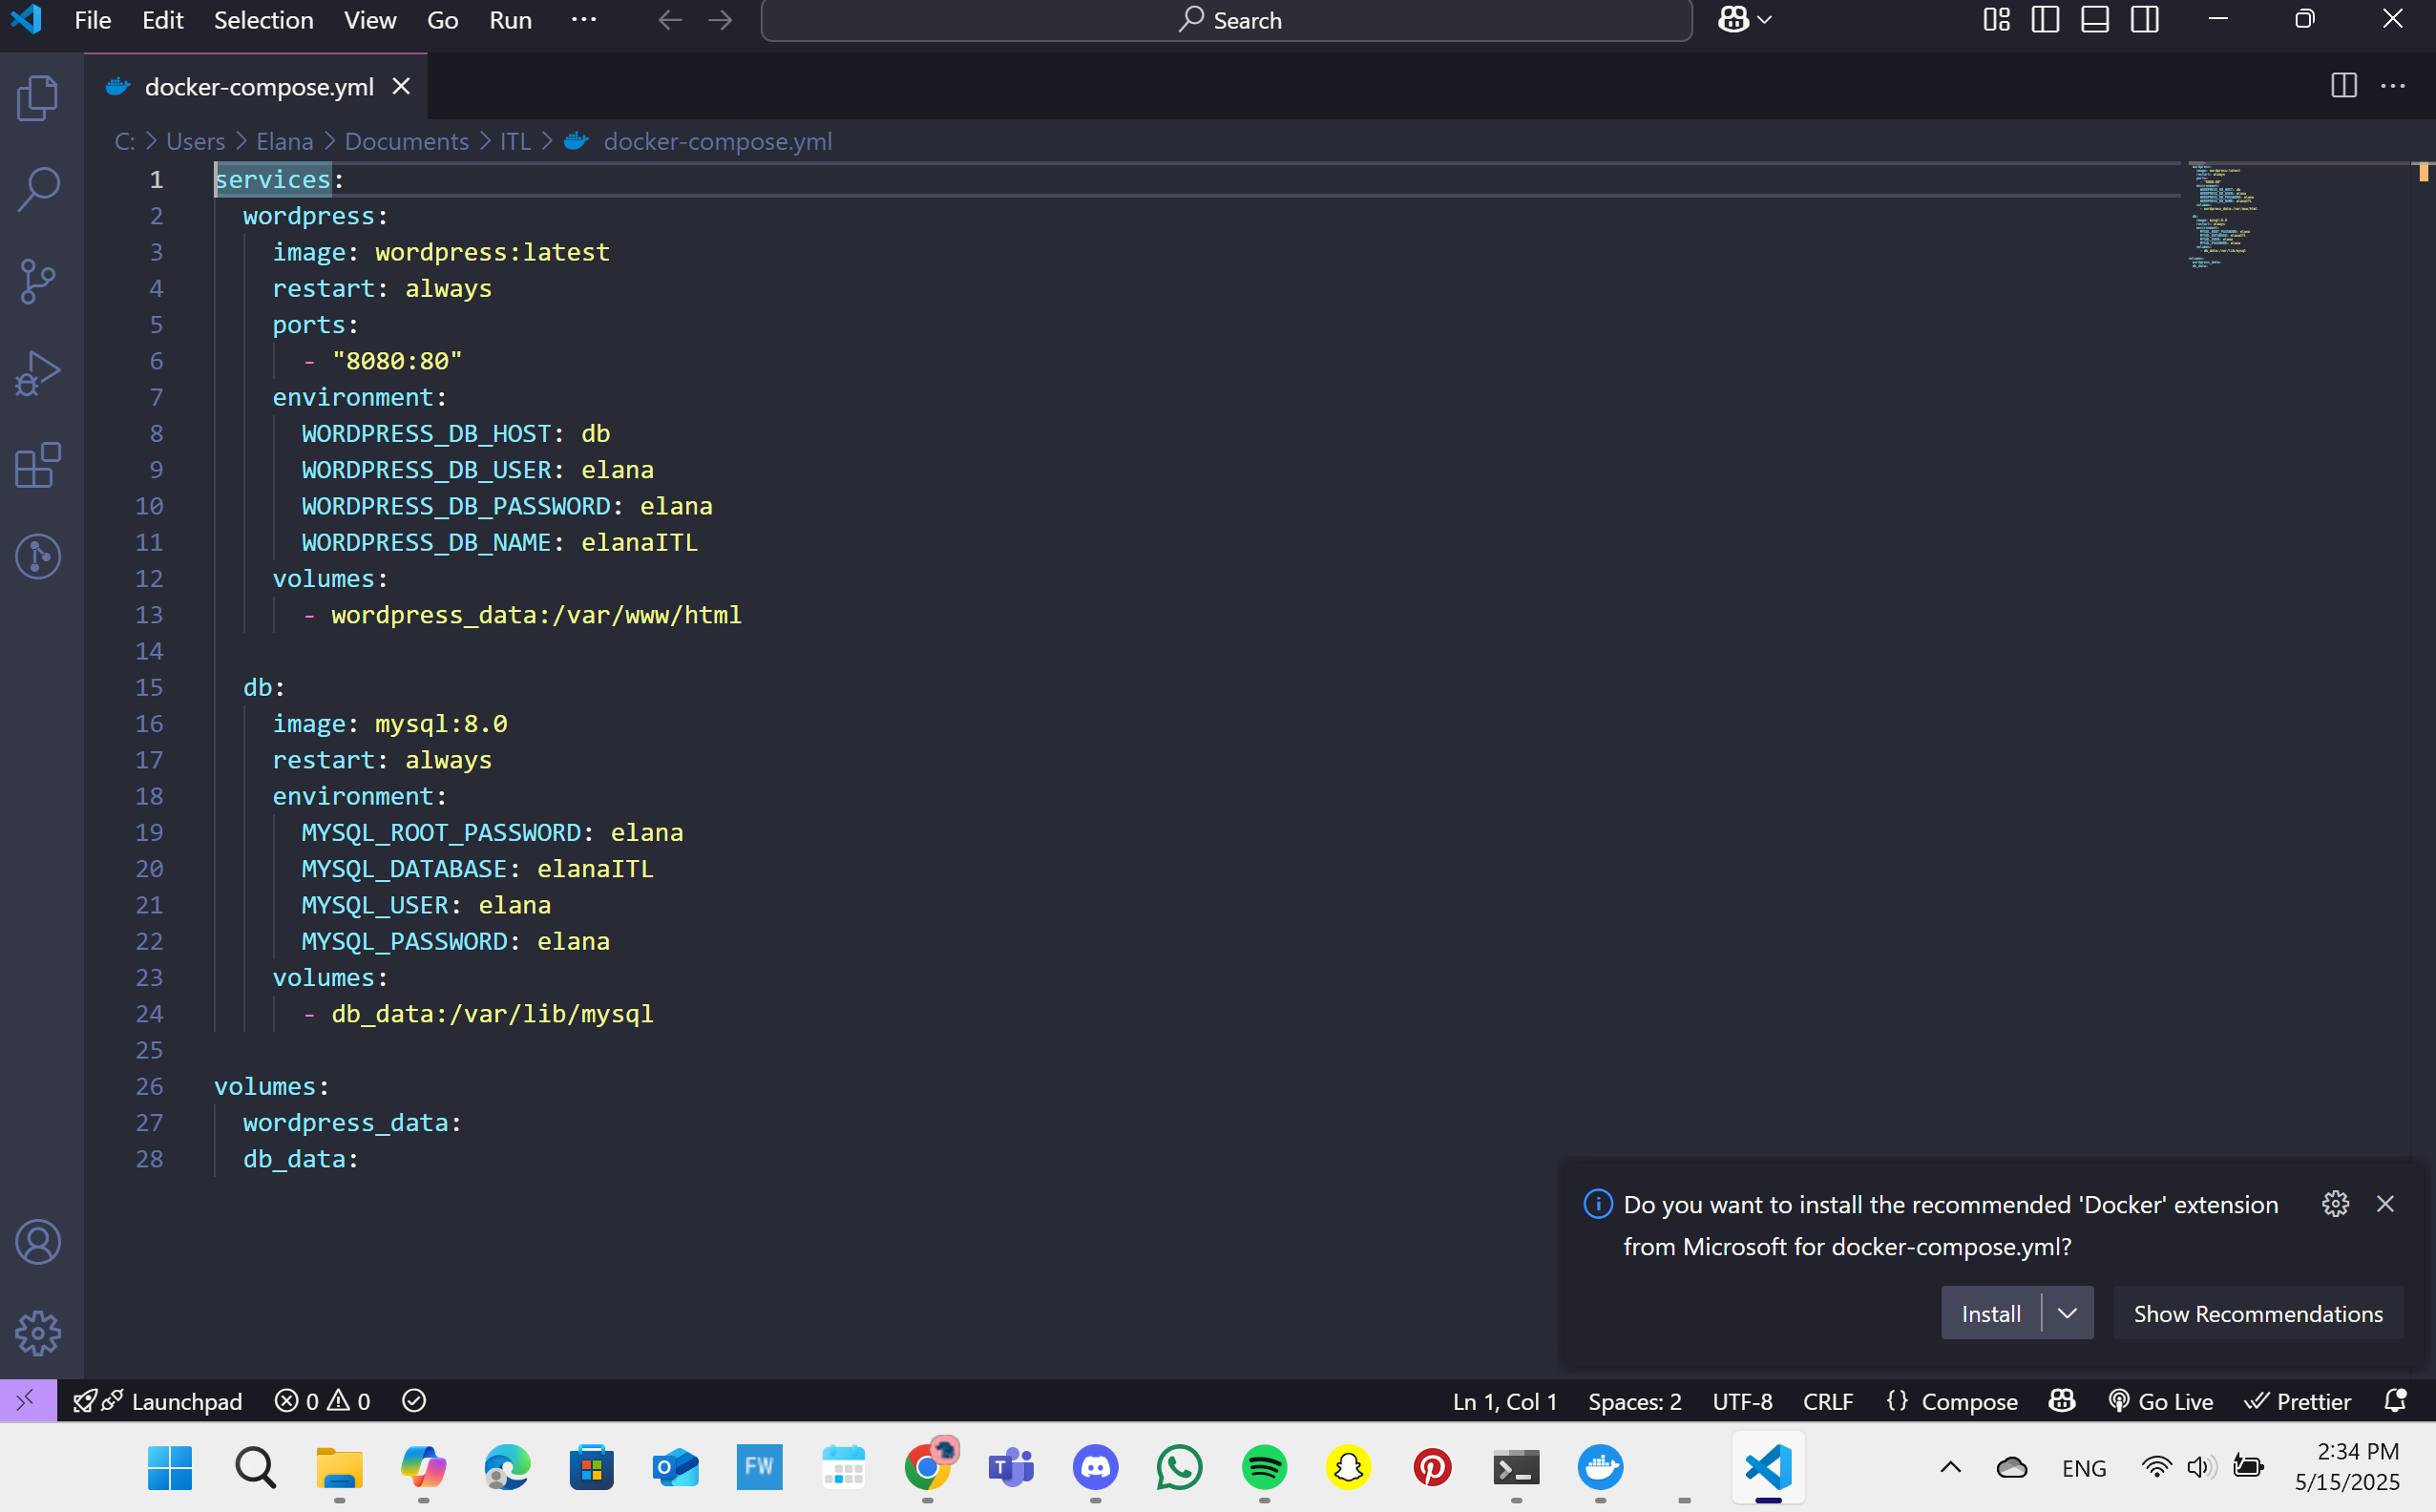 File Edit Selection View Go Run ··· Search
docker-compose.yml
C: > Users > Elana > Documents > ITL > docker-compose.yml
1 services:
2   wordpress:
3     image: wordpress:latest
4     restart: always
5     ports:
6       - "8080:80"
7     environment:
8       WORDPRESS_DB_HOST: db
9       WORDPRESS_DB_USER: elana
10       WORDPRESS_DB_PASSWORD: elana
11       WORDPRESS_DB_NAME: elanaITL
12     volumes:
13       - wordpress_data:/var/www/html
14
15   db:
16     image: mysql:8.0
17     restart: always
18     environment:
19       MYSQL_ROOT_PASSWORD: elana
20       MYSQL_DATABASE: elanaITL
21       MYSQL_USER: elana
22       MYSQL_PASSWORD: elana
23     volumes:
24       - db_data:/var/lib/mysql
25
26 volumes:
27   wordpress_data:
28   db_data:
Do you want to install the recommended 'Docker' extension
from Microsoft for docker-compose.yml?
Install Show Recommendations
Launchpad 0 0 Ln 1, Col 1 Spaces: 2 UTF-8 CRLF {} Compose Go Live Prettier
FW ENG 2:34 PM
5/15/2025